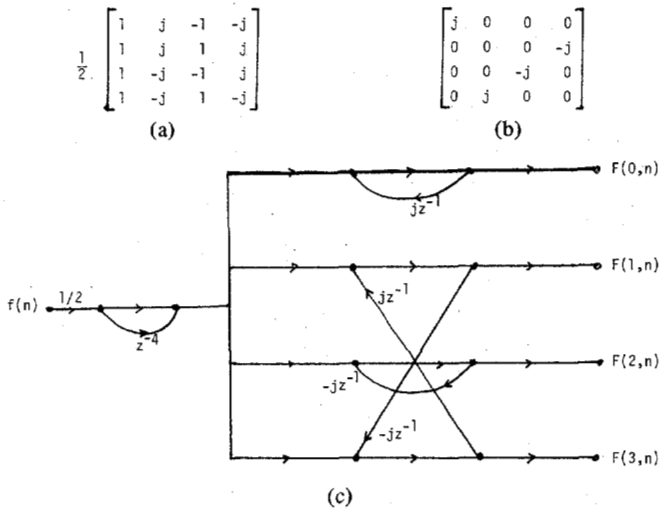 1/2 · [ 1 j -1 -j
1 j 1 j
1 -j -1 j
1 -j 1 -j ]
(a)
[ j 0 0 0
0 0 0 -j
0 0 -j 0
0 j 0 0 ]
(b)
F(0,n)
jz⁻¹
F(1,n)
jz⁻¹
f(n)
1/2
z⁻⁴
F(2,n)
-jz⁻¹
-jz⁻¹
F(3,n)
(c)